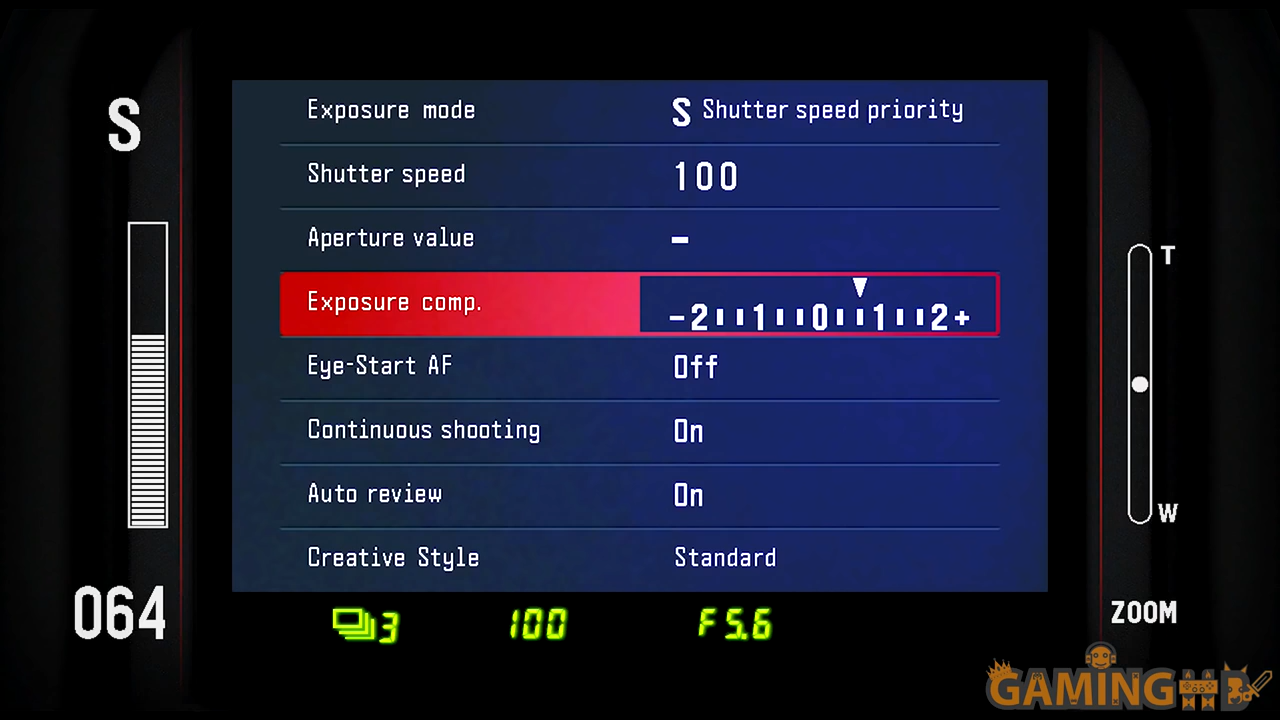 S
Exposure mode S Shutter speed priority
Shutter speed 100
Aperture value –
Exposure comp. -2 1 0 1 2+
Eye-Start AF Off
Continuous shooting On
Auto review On
Creative Style Standard
T
W
064
3 100 F5.6
ZOOM
GAMING HD